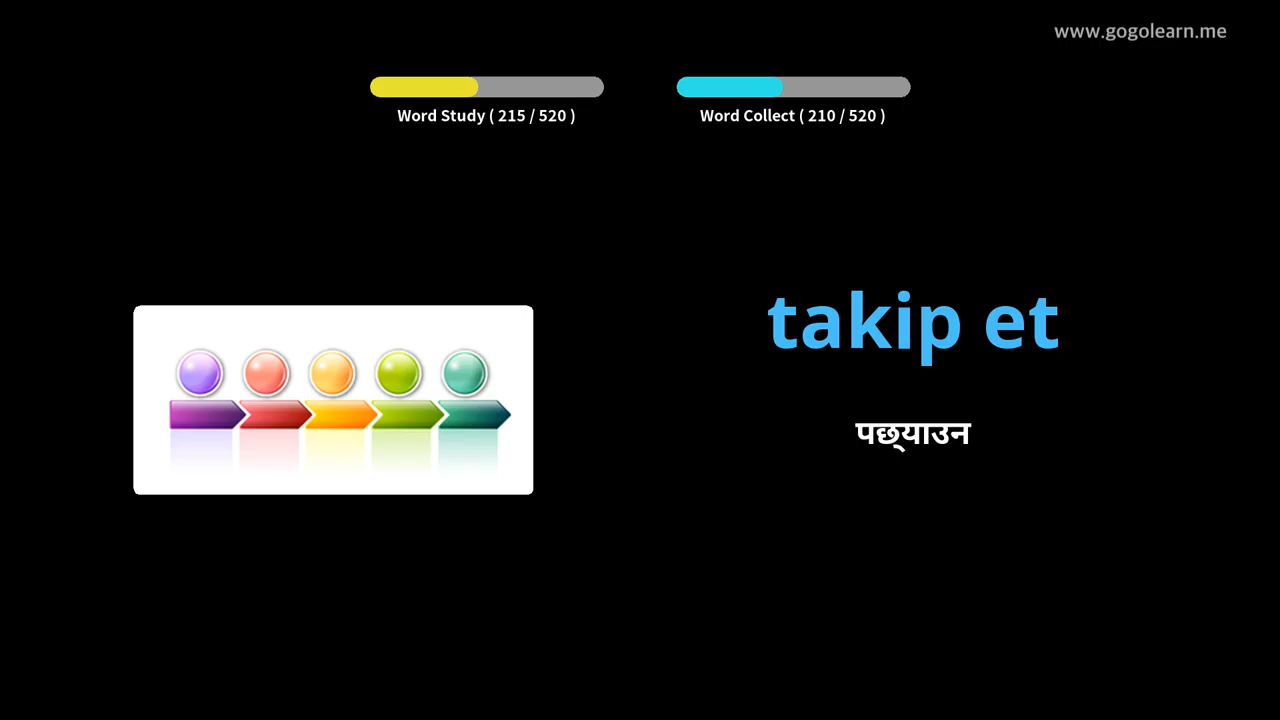 www.gogolearn.me
Word Study ( 215 / 520 )
Word Collect ( 210 / 520 )
takip et
पछ्याउन